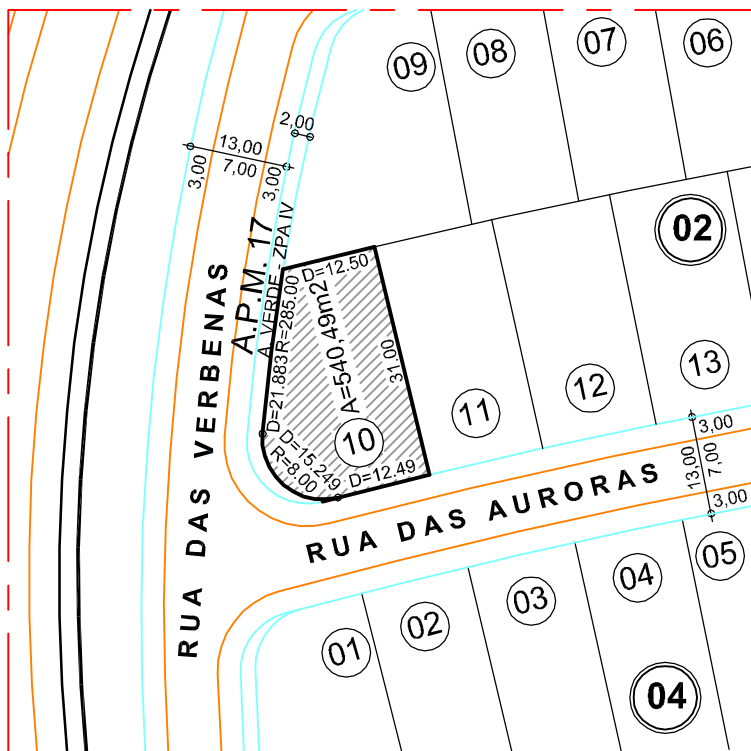 09
08
07
06
2,00
13,00
7,00
3,00
3,00
02
A.P.M. 17
A. VERDE - ZPA IV
D=12.50
RUA DAS VERBENAS
D=21.883
R=285.00
A=540,49m2
31.00
10
11
12
13
D=15.249
R=8.00
D=12.49
3,00
13,00
7,00
3,00
RUA DAS AURORAS
01
02
03
04
05
04